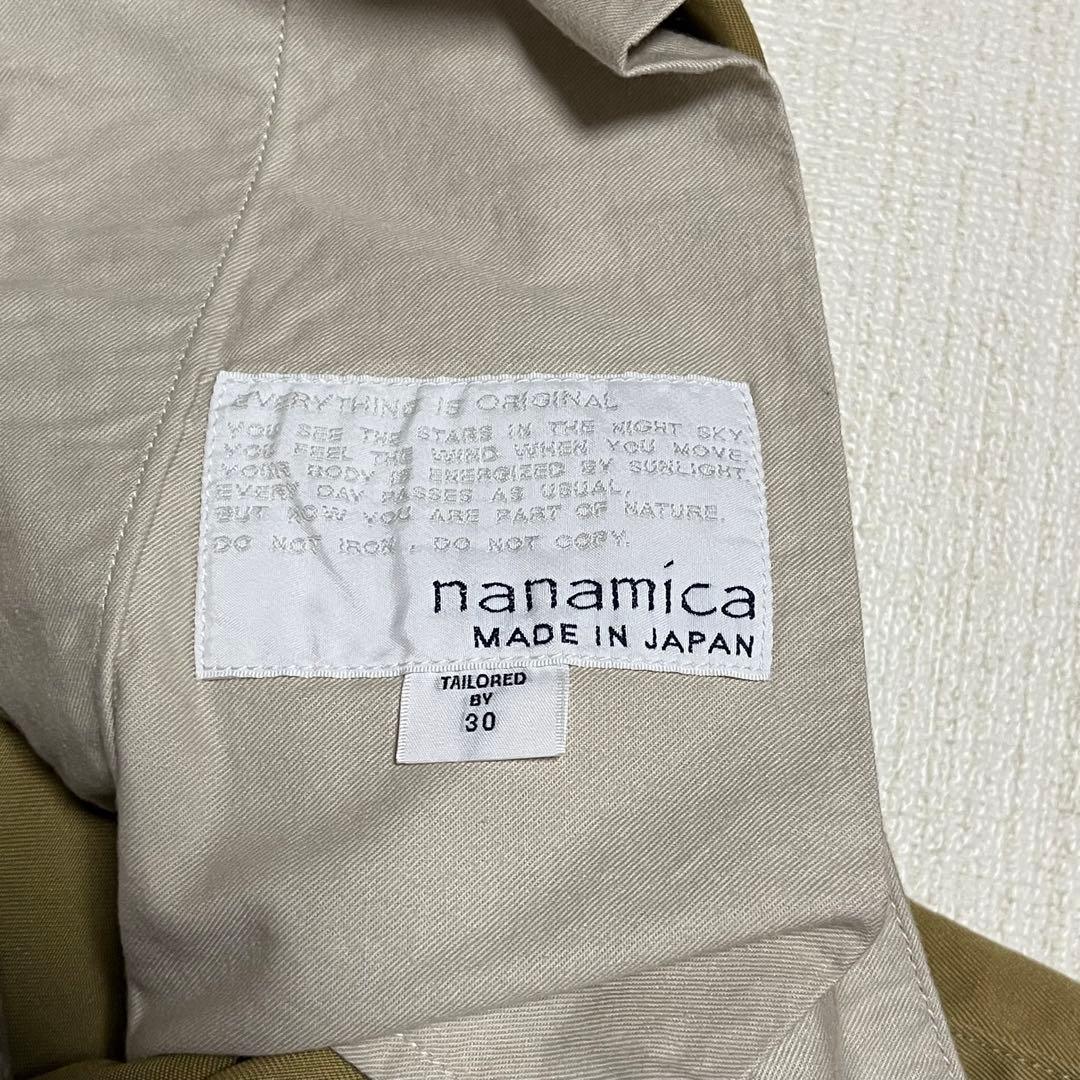 EVERYTHING IS ORIGINAL
YOU SEE THE STARS IN THE NIGHT SKY
YOU FEEL THE WIND WHEN YOU MOVE
YOUR BODY IS ENERGIZED BY SUNLIGHT
EVERY DAY PASSES AS USUAL,
BUT NOW YOU ARE PART OF NATURE.
DO NOT IRON, DO NOT COPY.
nanamica
MADE IN JAPAN
TAILORED
BY
30